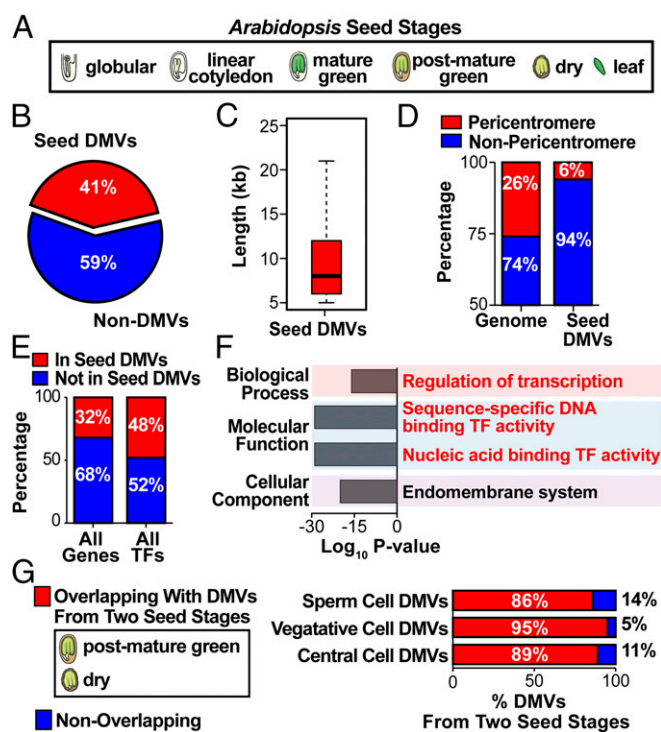 A
Arabidopsis Seed Stages
globular
linear
cotyledon
mature
green
post-mature
green
dry
leaf
B
Seed DMVs
41%
59%
Non-DMVs
C
Length (kb)
25
20
15
10
5
Seed DMVs
D
Pericentromere
Non-Pericentromere
Percentage
100
75
50
26%
6%
74%
94%
Genome
Seed
DMVs
E
In Seed DMVs
Not in Seed DMVs
Percentage
100
50
0
32%
48%
68%
52%
All
Genes
All
TFs
F
Biological
Process
Regulation of transcription
Molecular
Function
Sequence-specific DNA
binding TF activity
Nucleic acid binding TF activity
Cellular
Component
Endomembrane system
-30 -15 0
Log10 P-value
G
Overlapping With DMVs
From Two Seed Stages
post-mature green
dry
Non-Overlapping
Sperm Cell DMVs 86% 14%
Vegatative Cell DMVs 95% 5%
Central Cell DMVs 89% 11%
0 50 100
% DMVs
From Two Seed Stages